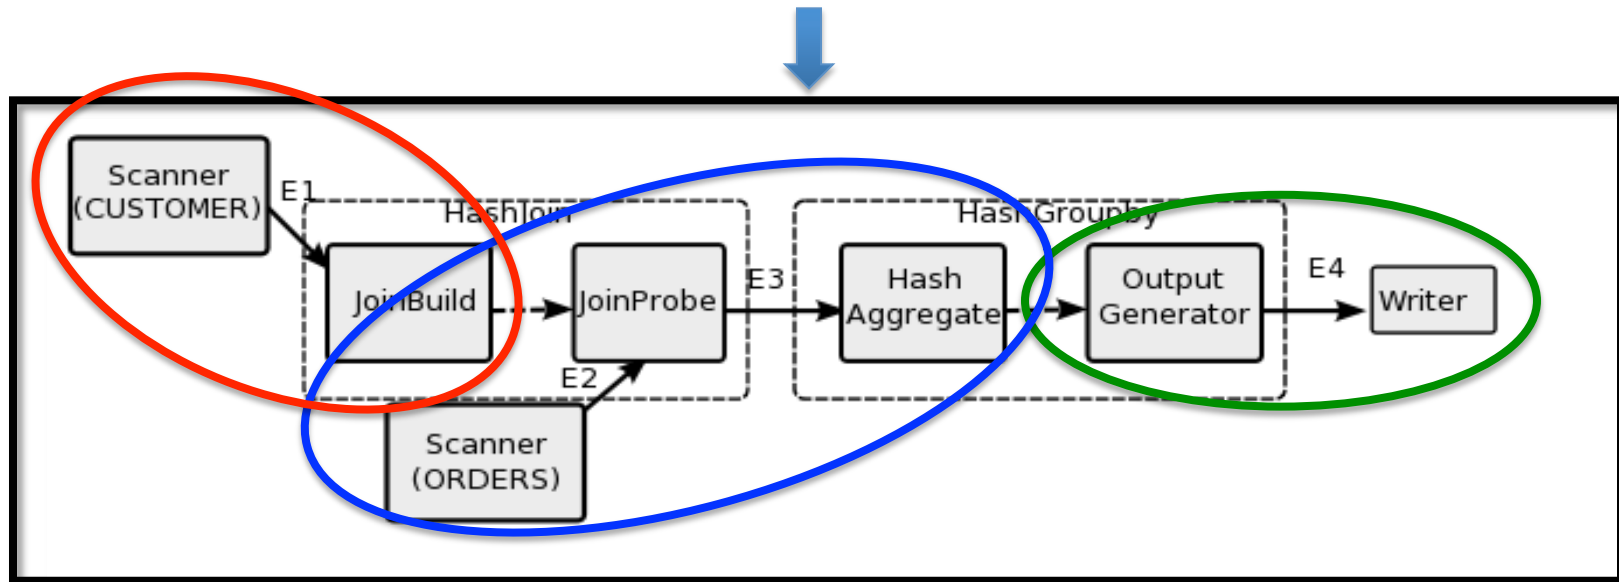 Scanner
(CUSTOMER)
E1
HashJoin
JoinBuild
JoinProbe
E2
Scanner
(ORDERS)
E3
HashGroupby
Hash
Aggregate
Output
Generator
E4
Writer